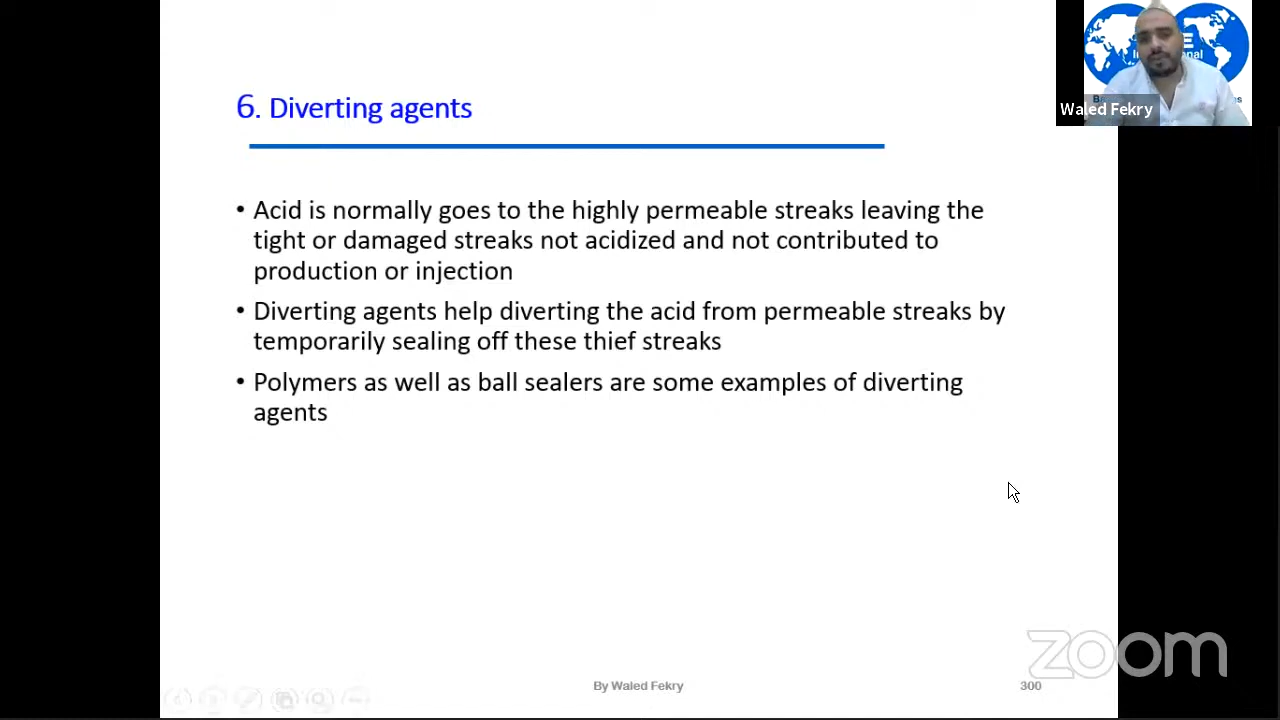 6. Diverting agents
• Acid is normally goes to the highly permeable streaks leaving the
tight or damaged streaks not acidized and not contributed to
production or injection
• Diverting agents help diverting the acid from permeable streaks by
temporarily sealing off these thief streaks
• Polymers as well as ball sealers are some examples of diverting
agents
Waled Fekry
zoom
By Waled Fekry
300